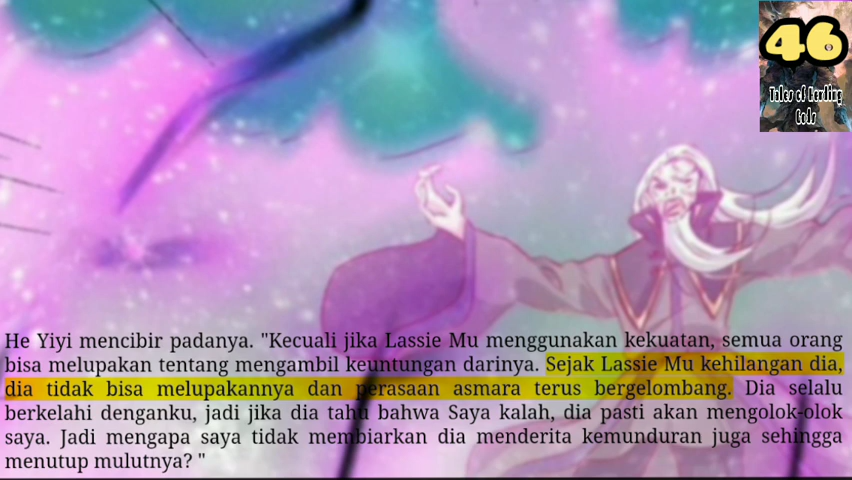 46
Tales of Herding
Gods
He Yiyi mencibir padanya. "Kecuali jika Lassie Mu menggunakan kekuatan, semua orang
bisa melupakan tentang mengambil keuntungan darinya. Sejak Lassie Mu kehilangan dia,
dia tidak bisa melupakannya dan perasaan asmara terus bergelombang. Dia selalu
berkelahi denganku, jadi jika dia tahu bahwa Saya kalah, dia pasti akan mengolok-olok
saya. Jadi mengapa saya tidak membiarkan dia menderita kemunduran juga sehingga
menutup mulutnya? "